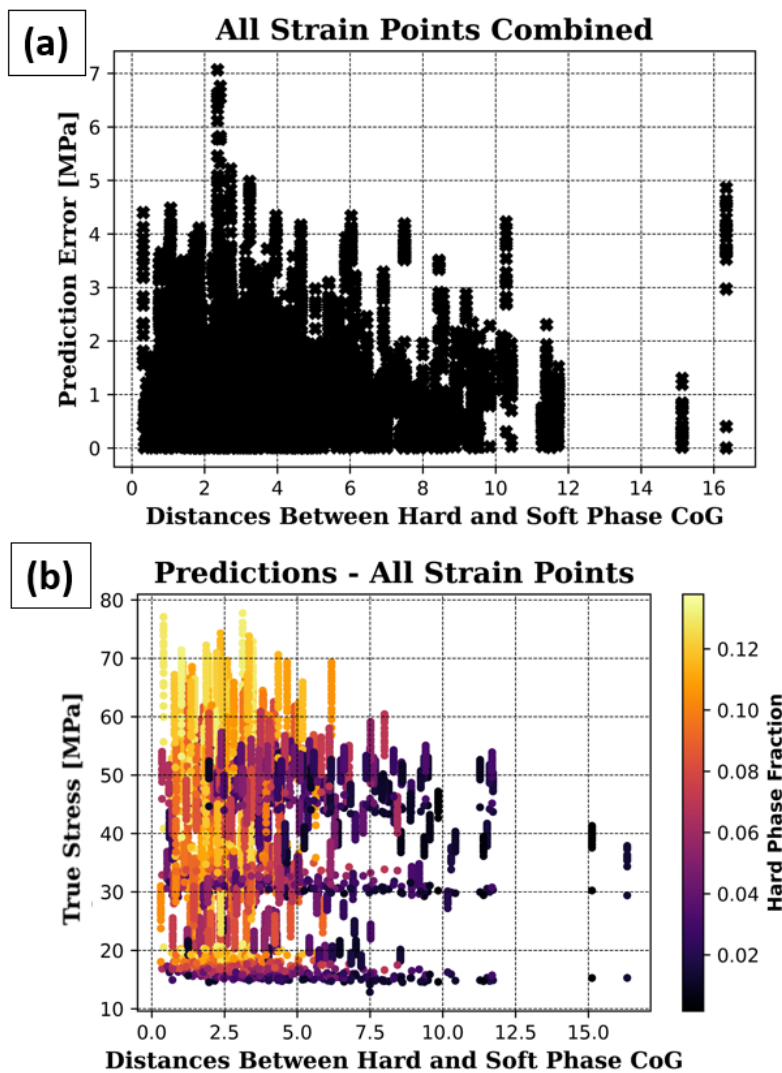 (a)
All Strain Points Combined
Prediction Error [MPa]
7
6
5
4
3
2
1
0
0 2 4 6 8 10 12 14 16
Distances Between Hard and Soft Phase CoG
(b)
Predictions - All Strain Points
True Stress [MPa]
80
70
60
50
40
30
20
10
0.0 2.5 5.0 7.5 10.0 12.5 15.0
Distances Between Hard and Soft Phase CoG
0.12
0.10
0.08
0.06
0.04
0.02
Hard Phase Fraction